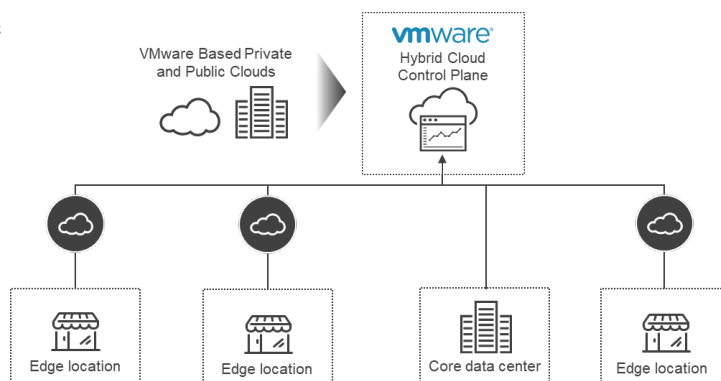 VMware Based Private
and Public Clouds
vmware®
Hybrid Cloud
Control Plane
Edge location
Edge location
Core data center
Edge location